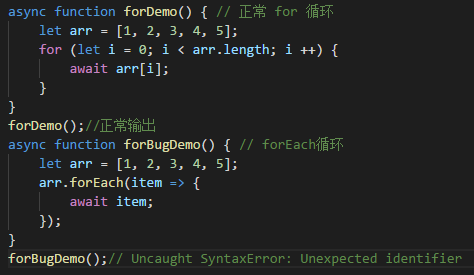 async function forDemo() { // 正常 for 循环
    let arr = [1, 2, 3, 4, 5];
    for (let i = 0; i < arr.length; i ++) {
        await arr[i];
    }
}
forDemo();//正常输出
async function forBugDemo() { // forEach循环
    let arr = [1, 2, 3, 4, 5];
    arr.forEach(item => {
        await item;
    });
}
forBugDemo();// Uncaught SyntaxError: Unexpected identifier